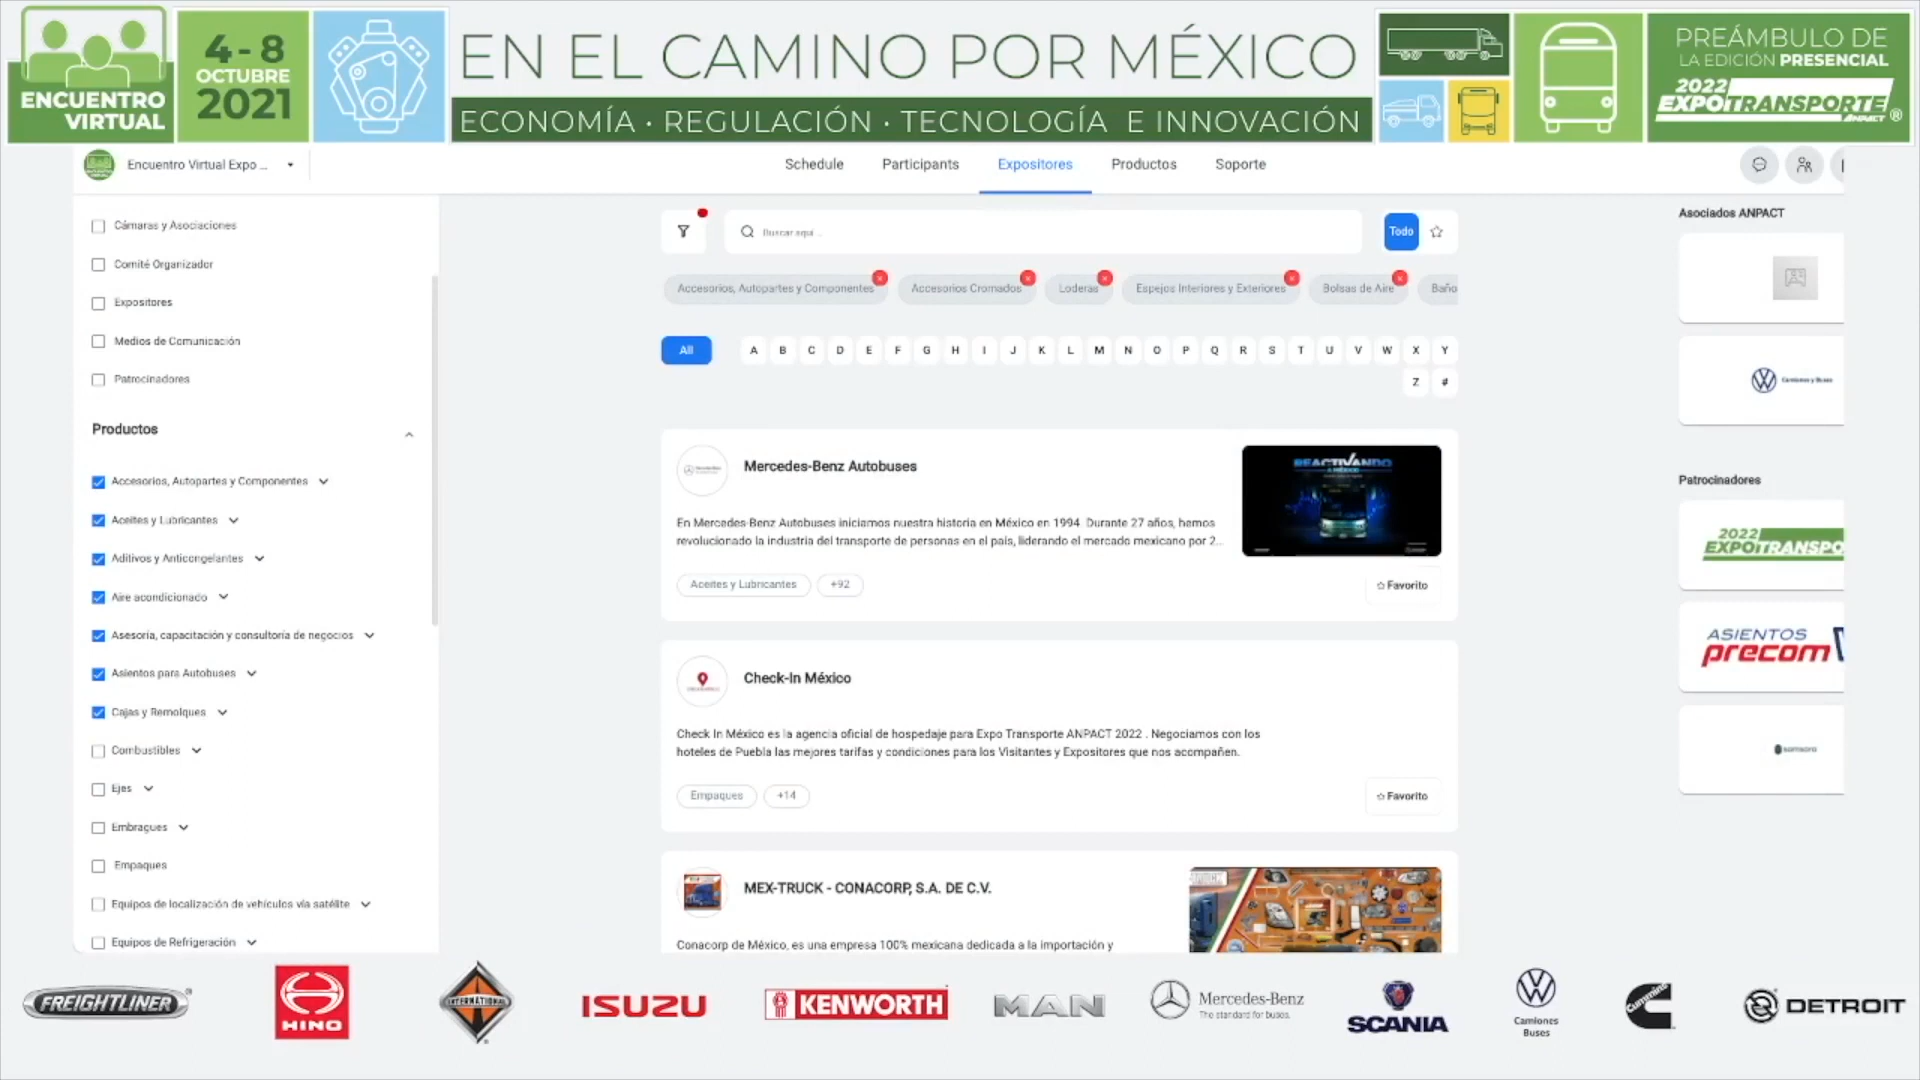 ENCUENTRO
VIRTUAL
4 - 8
OCTUBRE
2021
EN EL CAMINO POR MÉXICO
ECONOMÍA · REGULACIÓN · TECNOLOGÍA E INNOVACIÓN
PREÁMBULO DE
LA EDICIÓN PRESENCIAL
2022
EXPOTRANSPORTE ®
ANPACT
Encuentro Virtual Expo ...
Schedule
Participants
Expositores
Productos
Soporte
Cámaras y Asociaciones
Comité Organizador
Expositores
Medios de Comunicación
Patrocinadores
Productos
Accesorios, Autopartes y Componentes
Aceites y Lubricantes
Aditivos y Anticongelantes
Aire acondicionado
Asesoría, capacitación y consultoría de negocios
Asientos para Autobuses
Cajas y Remolques
Combustibles
Ejes
Embragues
Empaques
Equipos de localización de vehículos vía satélite
Equipos de Refrigeración
Buscar aquí ...
Todo
Accesorios, Autopartes y Componentes
Accesorios Cromados
Loderas
Espejos Interiores y Exteriores
Bolsas de Aire
Baño
All A B C D E F G H I J K L M N O P Q R S T U V W X Y
Z #
Mercedes-Benz Autobuses
En Mercedes-Benz Autobuses iniciamos nuestra historia en México en 1994 Durante 27 años, hemos
revolucionado la industria del transporte de personas en el país, liderando el mercado mexicano por 2...
Aceites y Lubricantes
+92
Favorito
REACTIVANDO
Check-In México
Check In México es la agencia oficial de hospedaje para Expo Transporte ANPACT 2022 . Negociamos con los
hoteles de Puebla las mejores tarifas y condiciones para los Visitantes y Expositores que nos acompañen.
Empaques
+14
Favorito
MEX-TRUCK - CONACORP, S.A. DE C.V.
Conacorp de México, es una empresa 100% mexicana dedicada a la importación y
Asociados ANPACT
Camiones y Buses
Patrocinadores
2022
EXPOTRANSPO
ASIENTOS
precom
samsara
FREIGHTLINER
HINO
INTERNATIONAL
ISUZU
KENWORTH
MAN
Mercedes-Benz
The standard for buses.
SCANIA
Camiones
Buses
Cummins
DETROIT